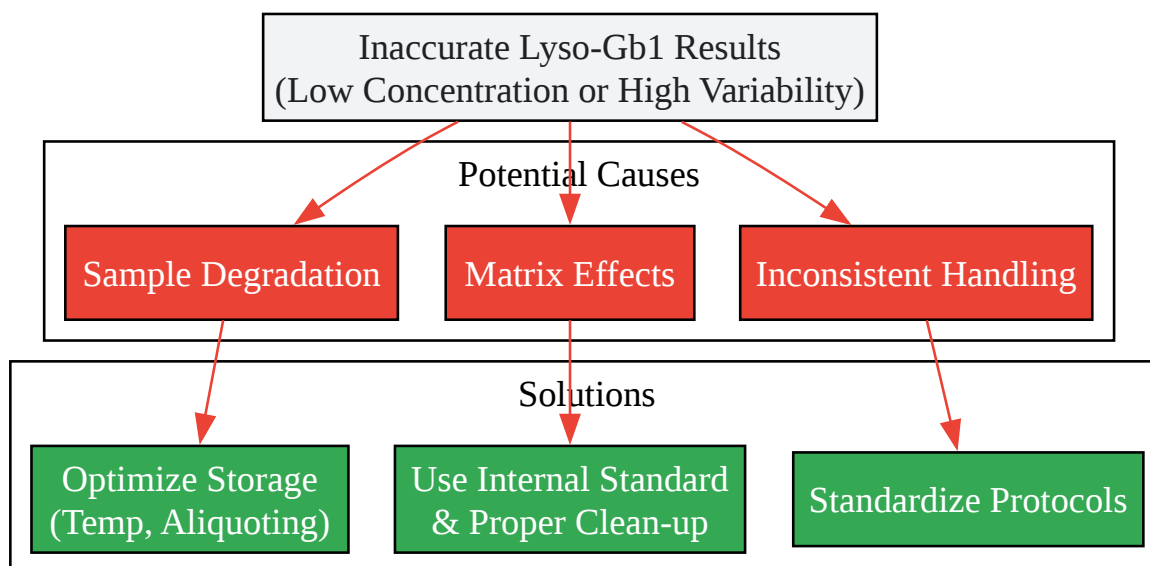 Inaccurate Lyso-Gb1 Results
(Low Concentration or High Variability)
Potential Causes
Sample Degradation
Matrix Effects
Inconsistent Handling
Solutions
Optimize Storage
(Temp, Aliquoting)
Use Internal Standard
& Proper Clean-up
Standardize Protocols